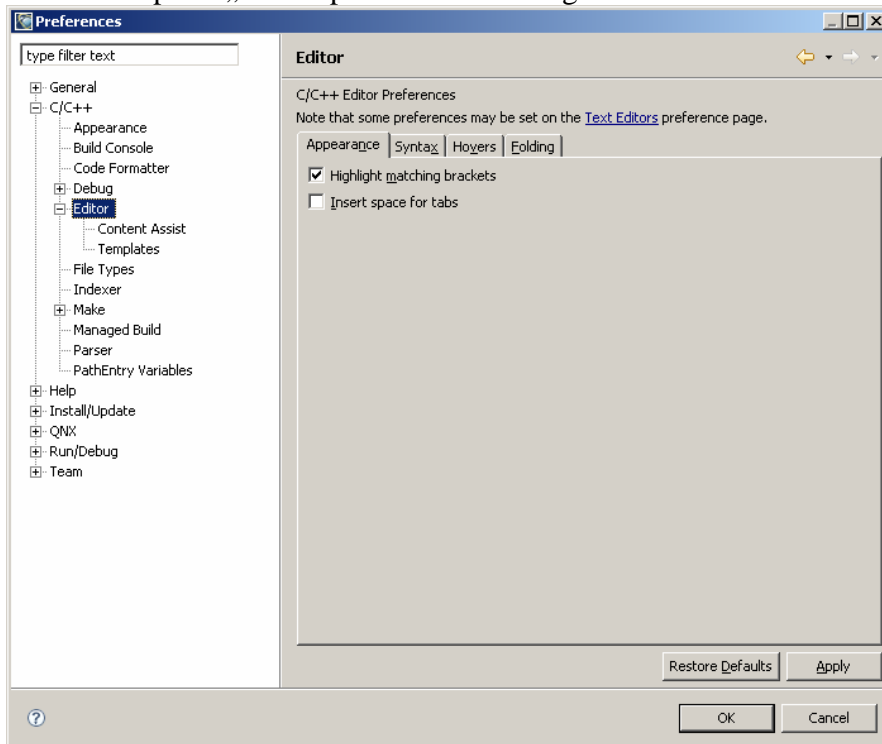 Preferences
type filter text
General
C/C++
Appearance
Build Console
Code Formatter
Debug
Editor
Content Assist
Templates
File Types
Indexer
Make
Managed Build
Parser
PathEntry Variables
Help
Install/Update
QNX
Run/Debug
Team
Editor
C/C++ Editor Preferences
Note that some preferences may be set on the Text Editors preference page.
Appearance Syntax Hovers Folding
Highlight matching brackets
Insert space for tabs
Restore Defaults Apply
OK Cancel